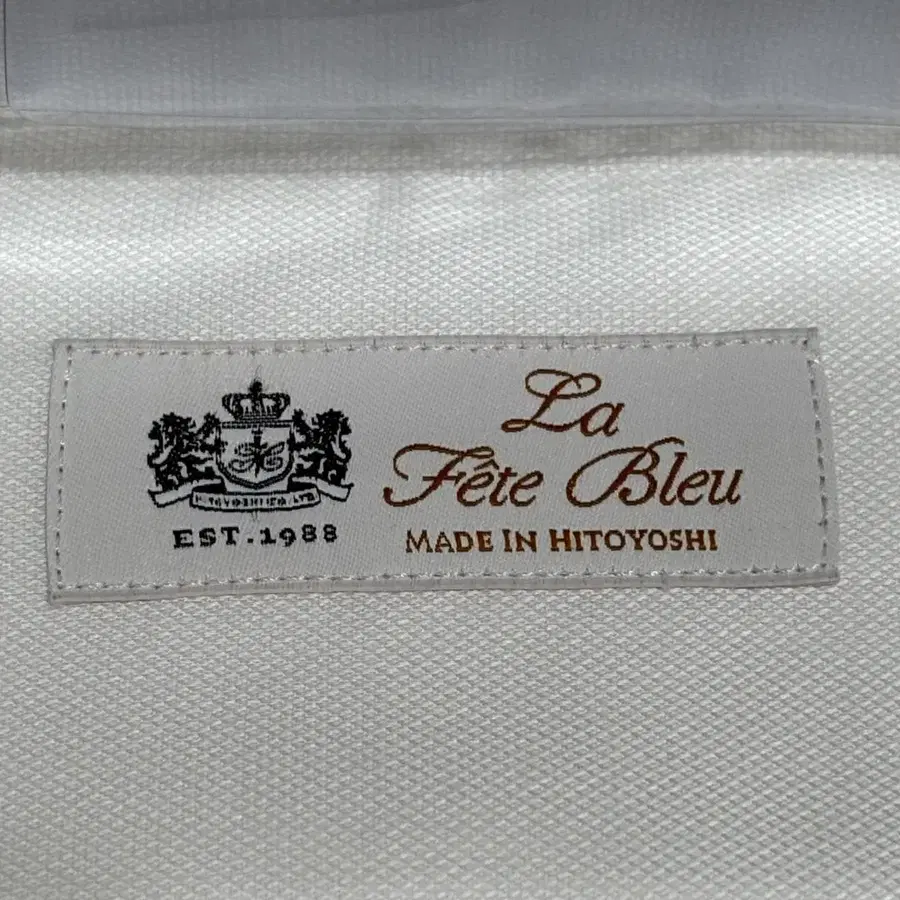 EST.1988
La
Fête Bleu
MADE IN HITOYOSHI